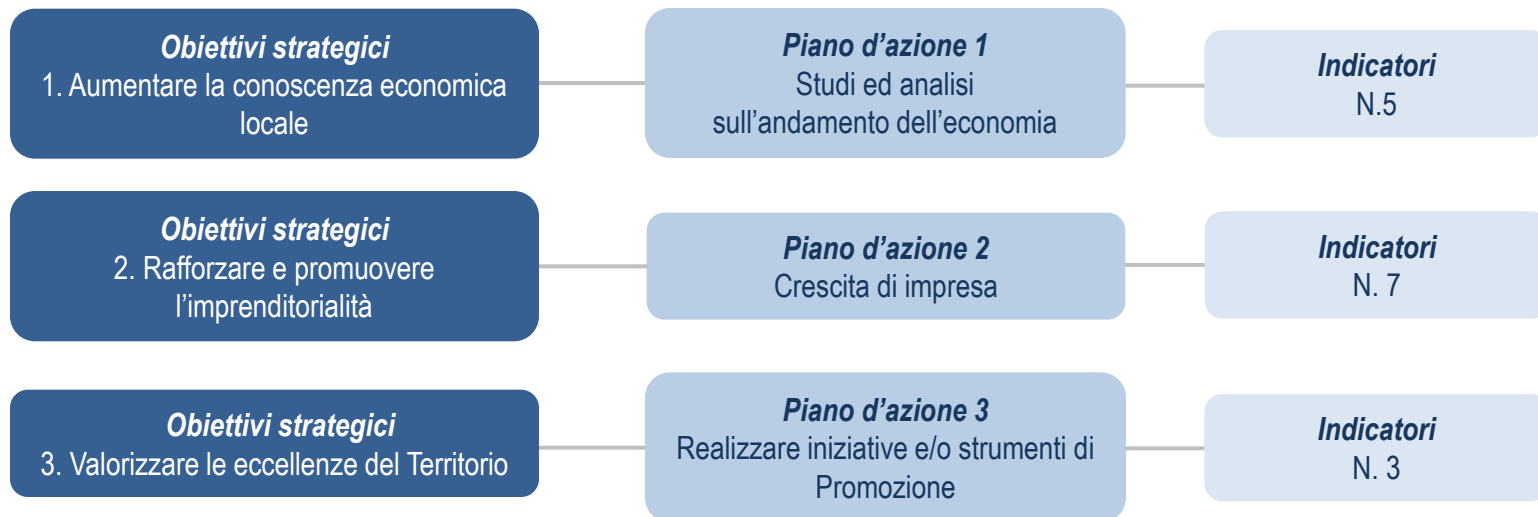 Obiettivi strategici
1. Aumentare la conoscenza economica
locale
Piano d’azione 1
Studi ed analisi
sull’andamento dell’economia
Indicatori
N.5
Obiettivi strategici
2. Rafforzare e promuovere
l’imprenditorialità
Piano d’azione 2
Crescita di impresa
Indicatori
N. 7
Obiettivi strategici
3. Valorizzare le eccellenze del Territorio
Piano d’azione 3
Realizzare iniziative e/o strumenti di
Promozione
Indicatori
N. 3